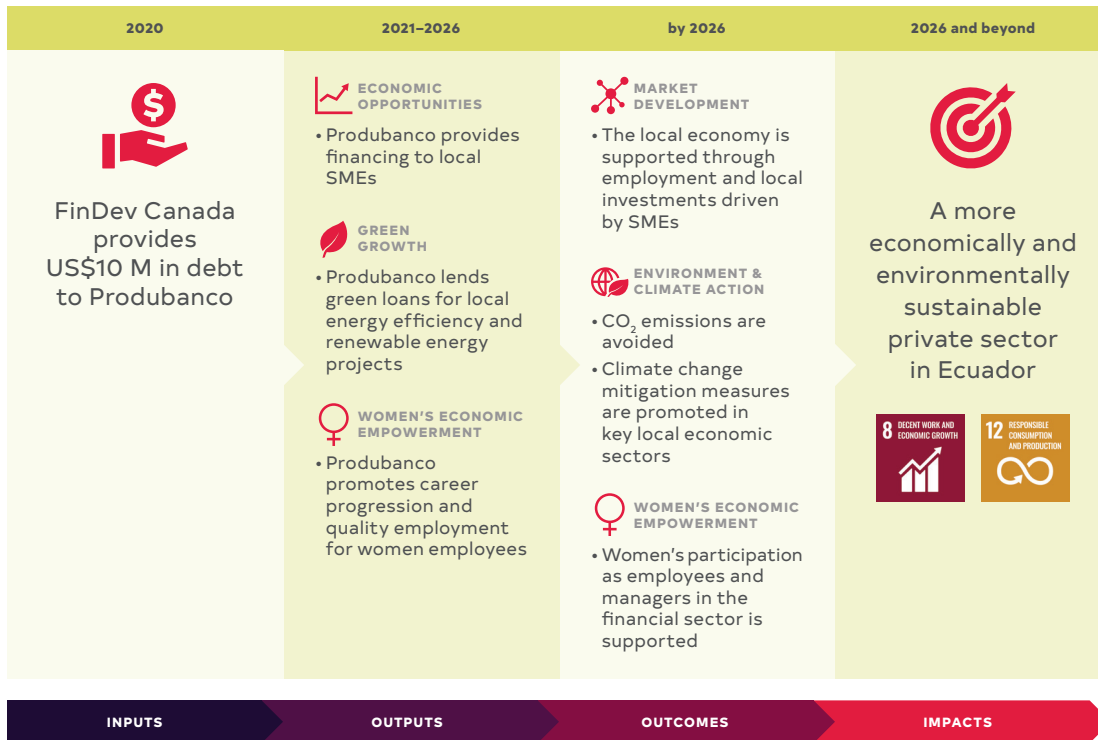 2020
FinDev Canada
provides
US$10 M in debt
to Produbanco
2021–2026
ECONOMIC
OPPORTUNITIES
• Produbanco provides
financing to local
SMEs
GREEN
GROWTH
• Produbanco lends
green loans for local
energy efficiency and
renewable energy
projects
WOMEN'S ECONOMIC
EMPOWERMENT
• Produbanco
promotes career
progression and
quality employment
for women employees
by 2026
MARKET
DEVELOPMENT
• The local economy is
supported through
employment and local
investments driven
by SMEs
ENVIRONMENT &
CLIMATE ACTION
• CO₂ emissions are
avoided
• Climate change
mitigation measures
are promoted in
key local economic
sectors
WOMEN'S ECONOMIC
EMPOWERMENT
• Women's participation
as employees and
managers in the
financial sector is
supported
2026 and beyond
A more
economically and
environmentally
sustainable
private sector
in Ecuador
8 DECENT WORK AND
ECONOMIC GROWTH
12 RESPONSIBLE
CONSUMPTION
AND PRODUCTION
INPUTS
OUTPUTS
OUTCOMES
IMPACTS